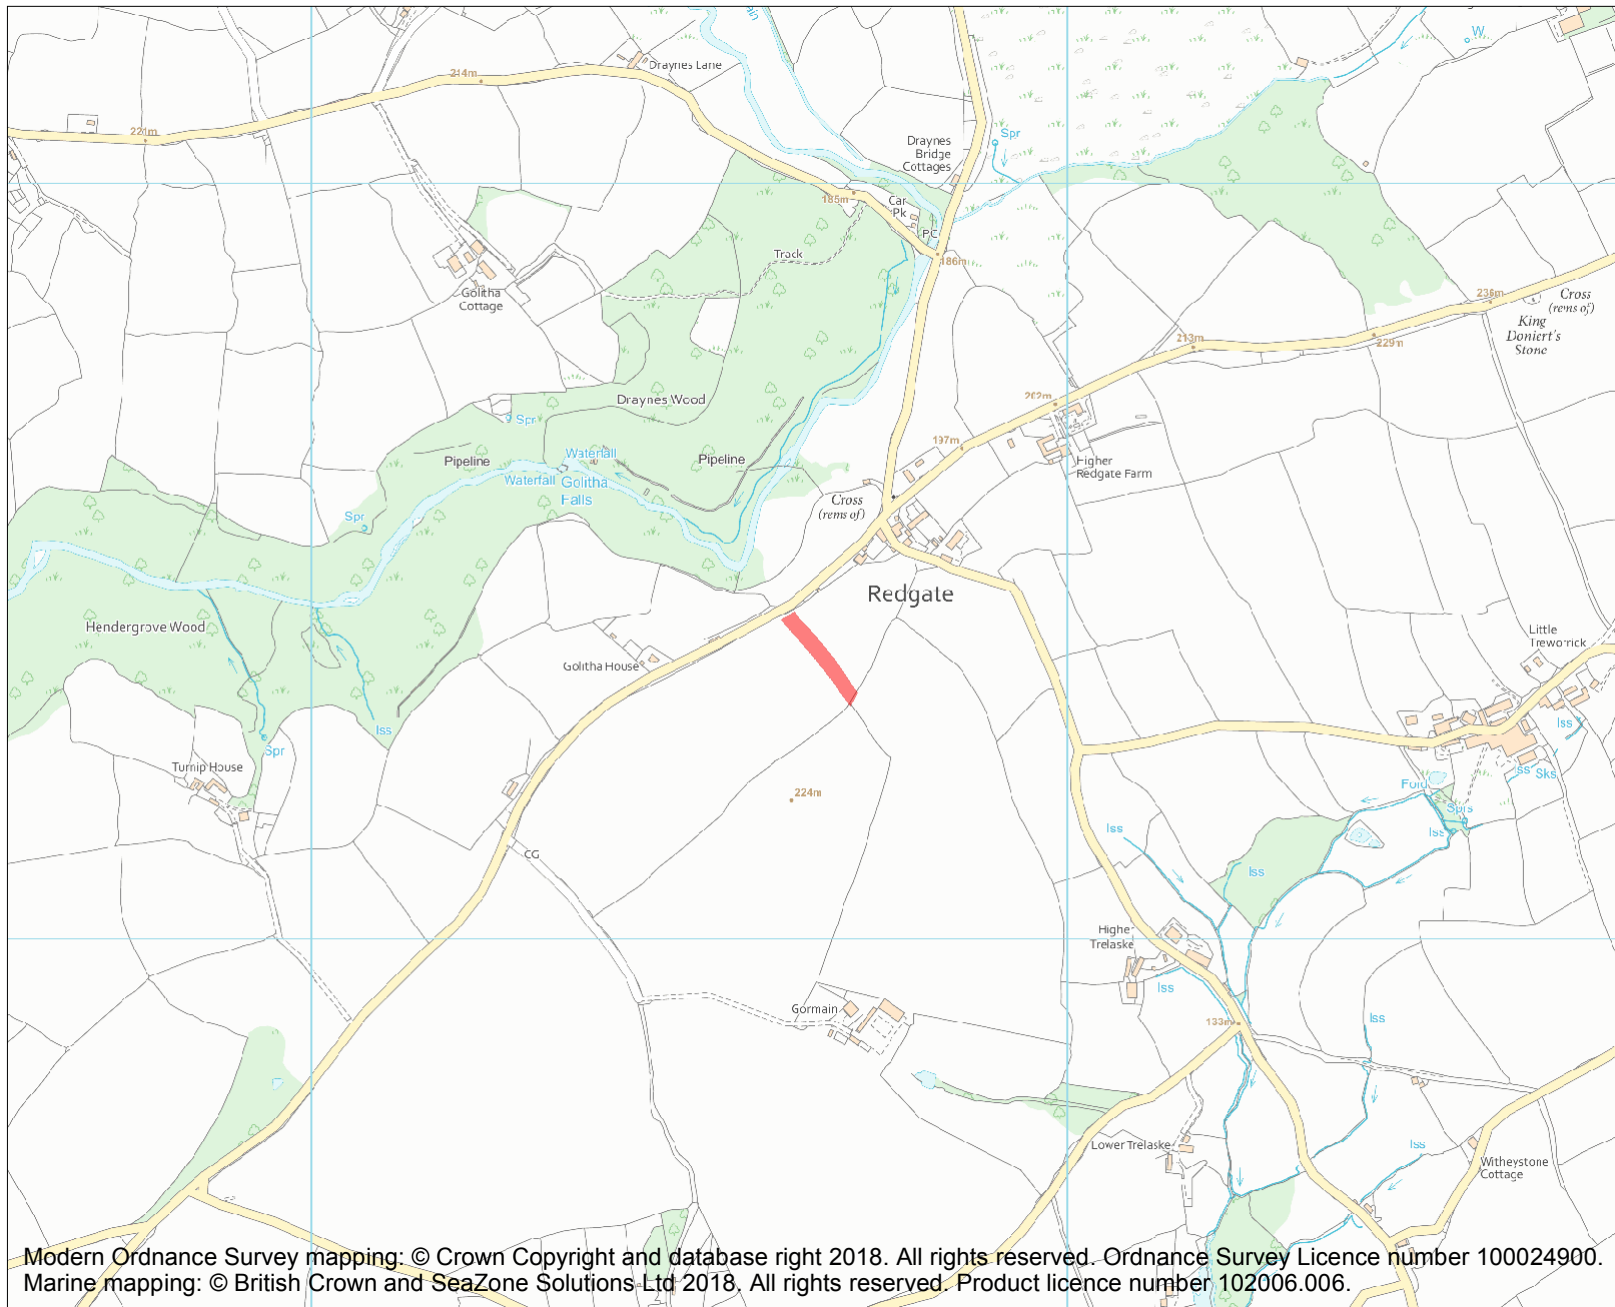 W
Draynes Lane
214m
221m
Spr
Draynes
Bridge
Cottages
185m
Car
Pk
PC
186m
Track
Golitha
Cottage
236m
Cross
(rems of)
King
Doniert's
Stone
213m
229m
Draynes Wood
202m
Spr
197m
Waterfall
Pipeline
Pipeline
Waterfall
Golitha
Falls
Higher
Redgate Farm
Cross
(rems of)
Spr
Redgate
Hendergrove Wood
Little
Treworrick
Golitha House
Iss
Iss
Spr
Turnip House
Iss
Sks
Ford
Sprs
224m
Iss
Iss
CG
Iss
Higher
Trelaske
Iss
Gormain
133m
Iss
Lower Trelaske
Iss
Witheystone
Cottage
Modern Ordnance Survey mapping: © Crown Copyright and database right 2018. All rights reserved. Ordnance Survey Licence number 100024900.
Marine mapping: © British Crown and SeaZone Solutions Ltd 2018. All rights reserved. Product licence number 102006.006.